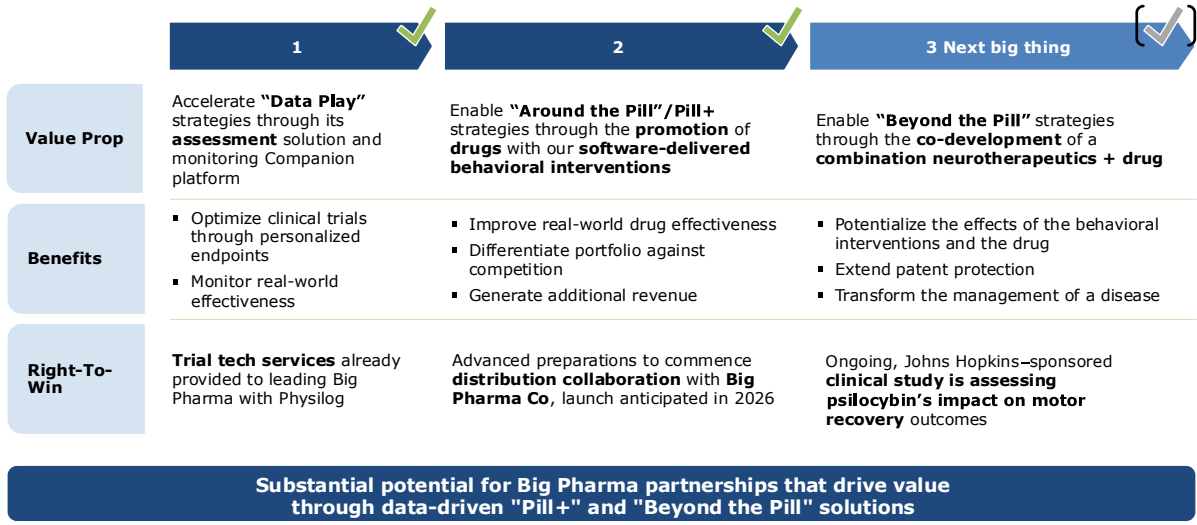 1
2
3 Next big thing
Value Prop
Accelerate “Data Play”
strategies through its
assessment solution and
monitoring Companion
platform
Enable “Around the Pill”/Pill+
strategies through the promotion of
drugs with our software-delivered
behavioral interventions
Enable “Beyond the Pill” strategies
through the co-development of a
combination neurotherapeutics + drug
Benefits
▪ Optimize clinical trials
through personalized
endpoints
▪ Monitor real-world
effectiveness
▪ Improve real-world drug effectiveness
▪ Differentiate portfolio against
competition
▪ Generate additional revenue
▪ Potentialize the effects of the behavioral
interventions and the drug
▪ Extend patent protection
▪ Transform the management of a disease
Right-To-
Win
Trial tech services already
provided to leading Big
Pharma with Physilog
Advanced preparations to commence
distribution collaboration with Big
Pharma Co, launch anticipated in 2026
Ongoing, Johns Hopkins–sponsored
clinical study is assessing
psilocybin’s impact on motor
recovery outcomes
Substantial potential for Big Pharma partnerships that drive value
through data-driven "Pill+" and "Beyond the Pill" solutions